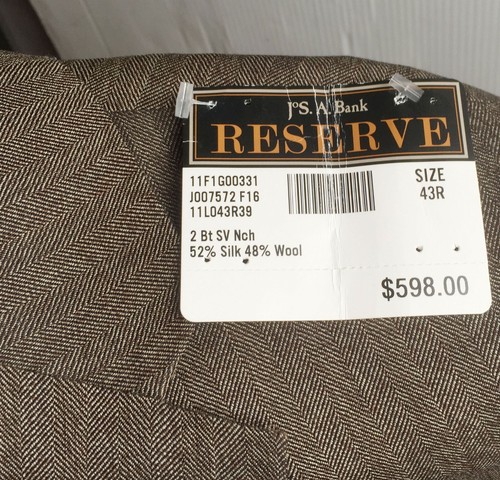 JoS. A. Bank
RESERVE
11F1G00331
J007572 F16
11L043R39
SIZE
43R
2 Bt SV Nch
52% Silk 48% Wool
$598.00